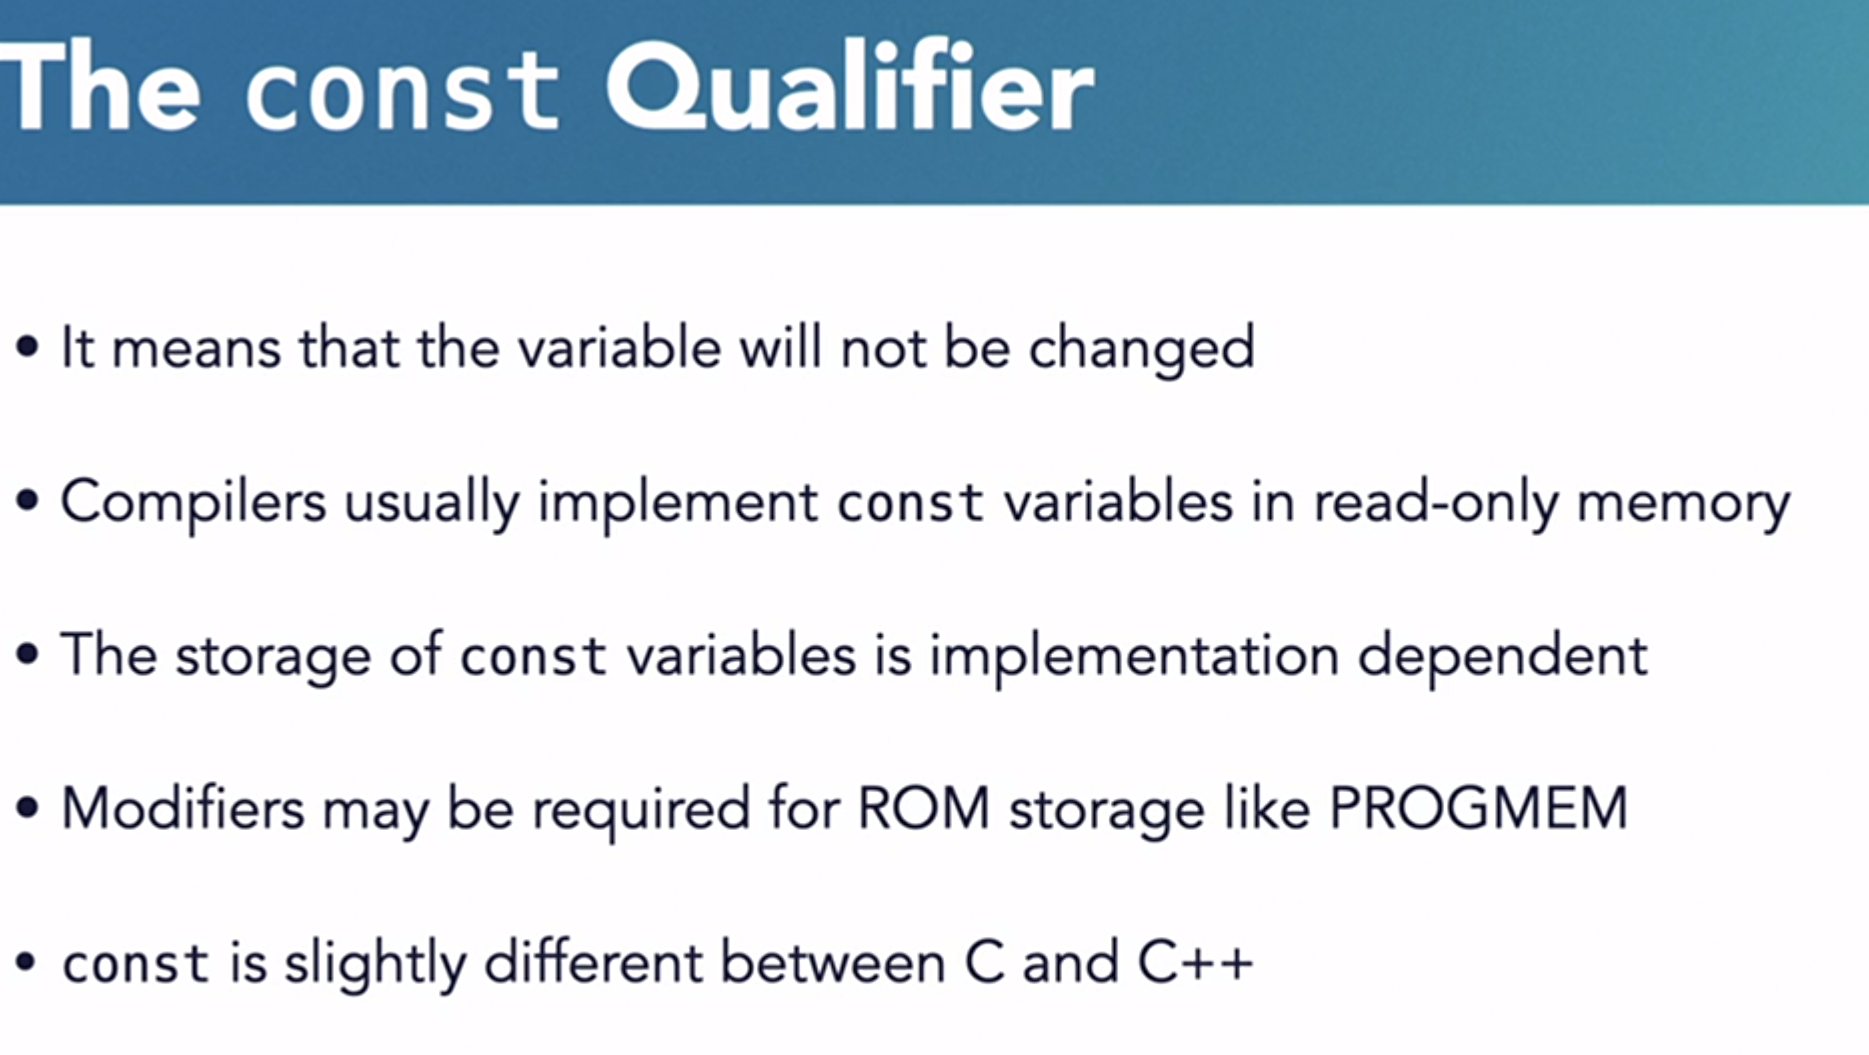 The const Qualifier
• It means that the variable will not be changed
• Compilers usually implement const variables in read-only memory
• The storage of const variables is implementation dependent
• Modifiers may be required for ROM storage like PROGMEM
• const is slightly different between C and C++